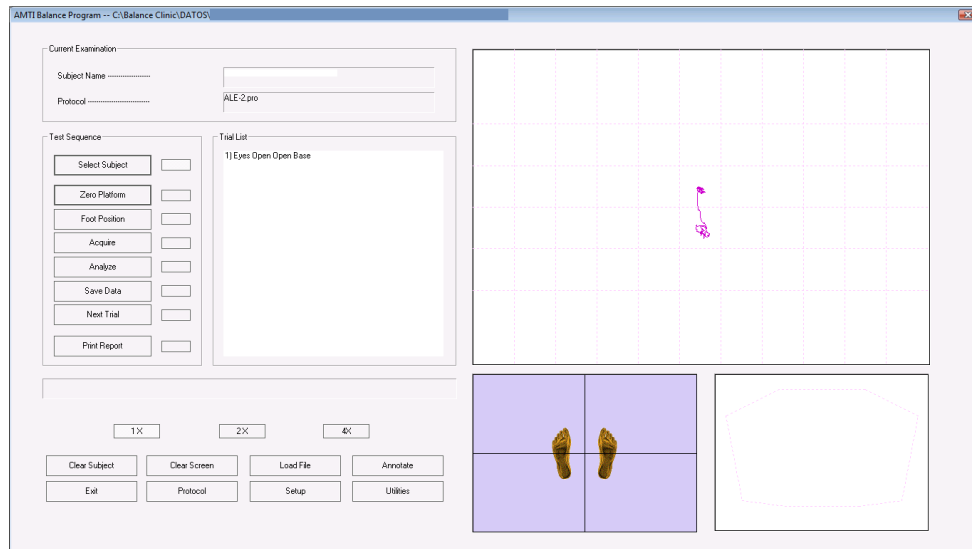 AMTI Balance Program -- C:\Balance Clinic\DATOS\
Current Examination
Subject Name --------------------
Protocol -----------------------------
ALE-2.pro
Test Sequence
Select Subject
Zero Platform
Foot Position
Acquire
Analyze
Save Data
Next Trial
Print Report
Trial List
1) Eyes Open Open Base
1X 2X 4X
Clear Subject Clear Screen Load File Annotate
Exit Protocol Setup Utilities